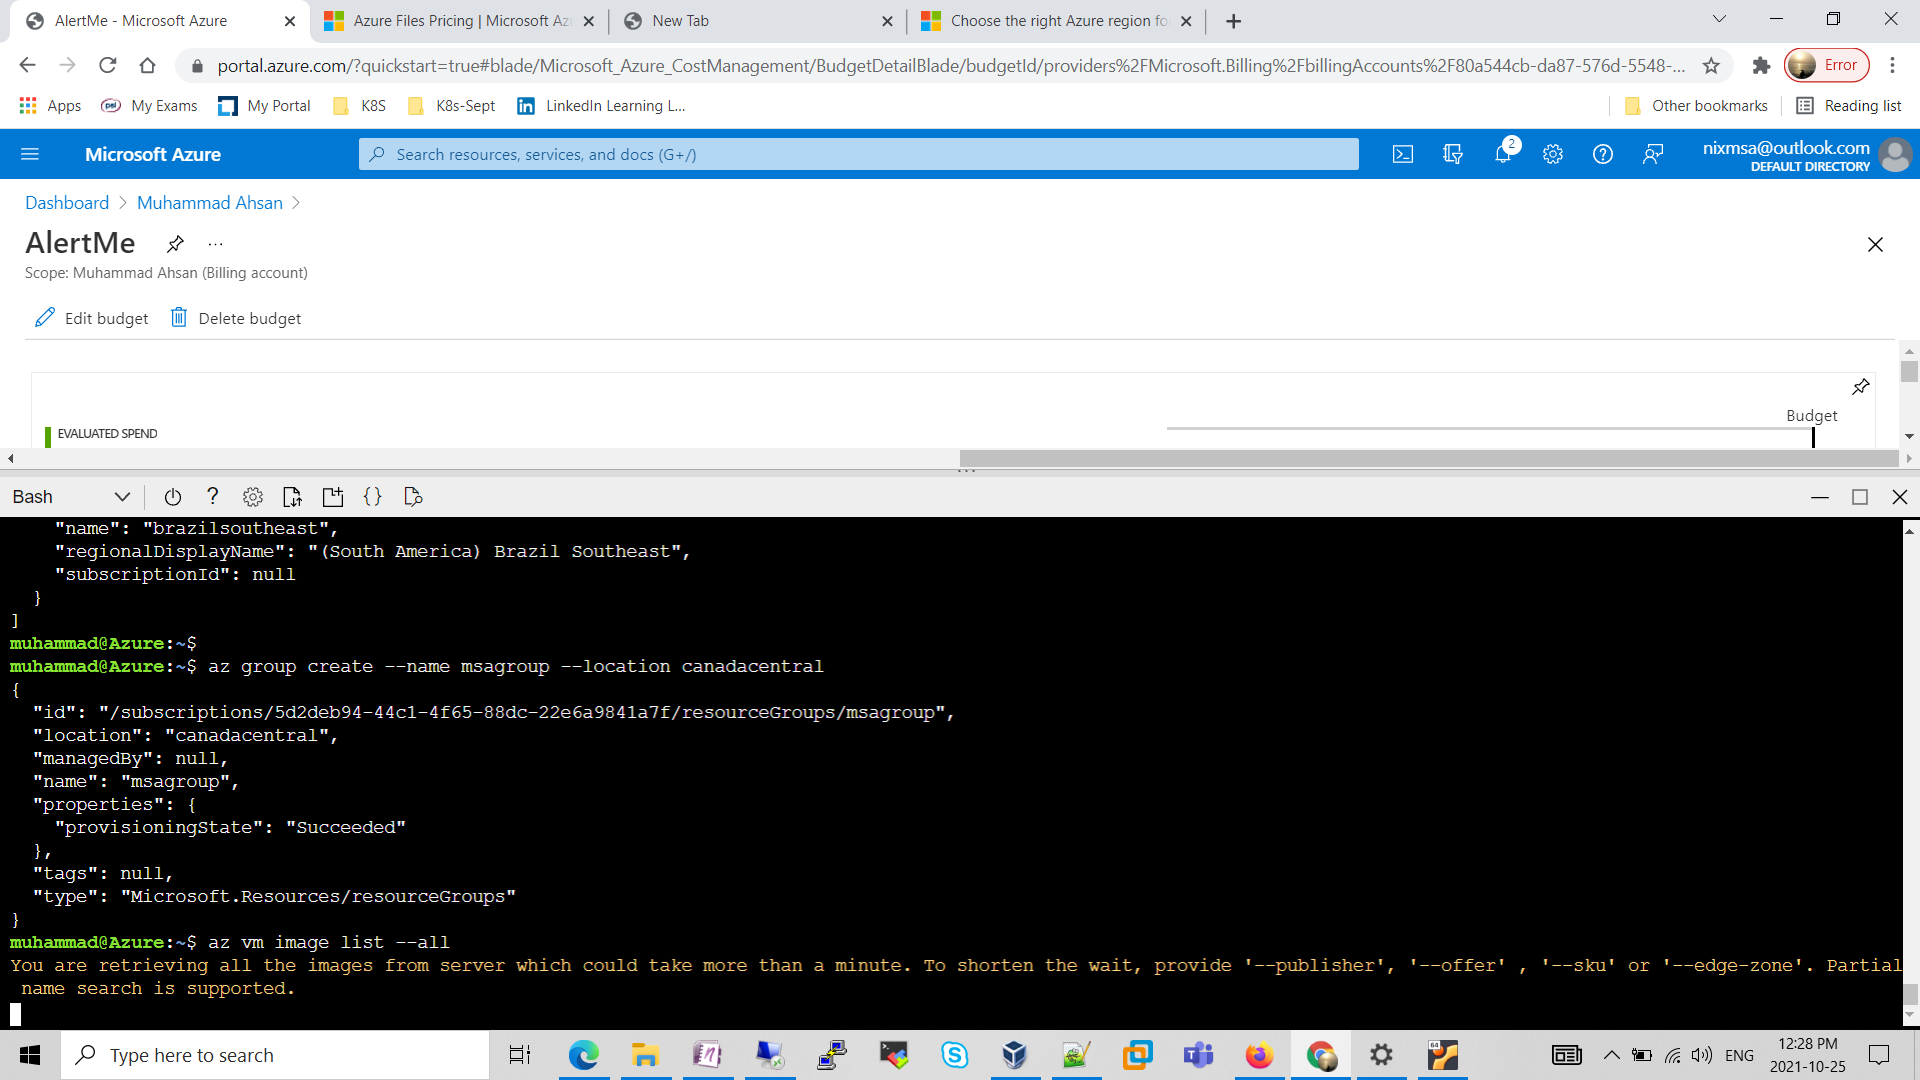 AlertMe - Microsoft Azure
Azure Files Pricing | Microsoft Az
New Tab
Choose the right Azure region fo
portal.azure.com/?quickstart=true#blade/Microsoft_Azure_CostManagement/BudgetDetailBlade/budgetId/providers%2FMicrosoft.Billing%2FbillingAccounts%2F80a544cb-da87-576d-5548-...
Error
Apps
psi
My Exams
My Portal
K8S
K8s-Sept
in
LinkedIn Learning L...
Other bookmarks
Reading list
Microsoft Azure
Search resources, services, and docs (G+/)
2
nixmsa@outlook.com
DEFAULT DIRECTORY
Dashboard > Muhammad Ahsan >
AlertMe
...
Scope: Muhammad Ahsan (Billing account)
Edit budget
Delete budget
Budget
EVALUATED SPEND
Bash
? { }
    "name": "brazilsoutheast",
    "regionalDisplayName": "(South America) Brazil Southeast",
    "subscriptionId": null
  }
]
muhammad@Azure:~$
muhammad@Azure:~$ az group create --name msagroup --location canadacentral
{
  "id": "/subscriptions/5d2deb94-44c1-4f65-88dc-22e6a9841a7f/resourceGroups/msagroup",
  "location": "canadacentral",
  "managedBy": null,
  "name": "msagroup",
  "properties": {
    "provisioningState": "Succeeded"
  },
  "tags": null,
  "type": "Microsoft.Resources/resourceGroups"
}
muhammad@Azure:~$ az vm image list --all
You are retrieving all the images from server which could take more than a minute. To shorten the wait, provide '--publisher', '--offer' , '--sku' or '--edge-zone'. Partial
 name search is supported.
Type here to search
64
ENG
12:28 PM
2021-10-25